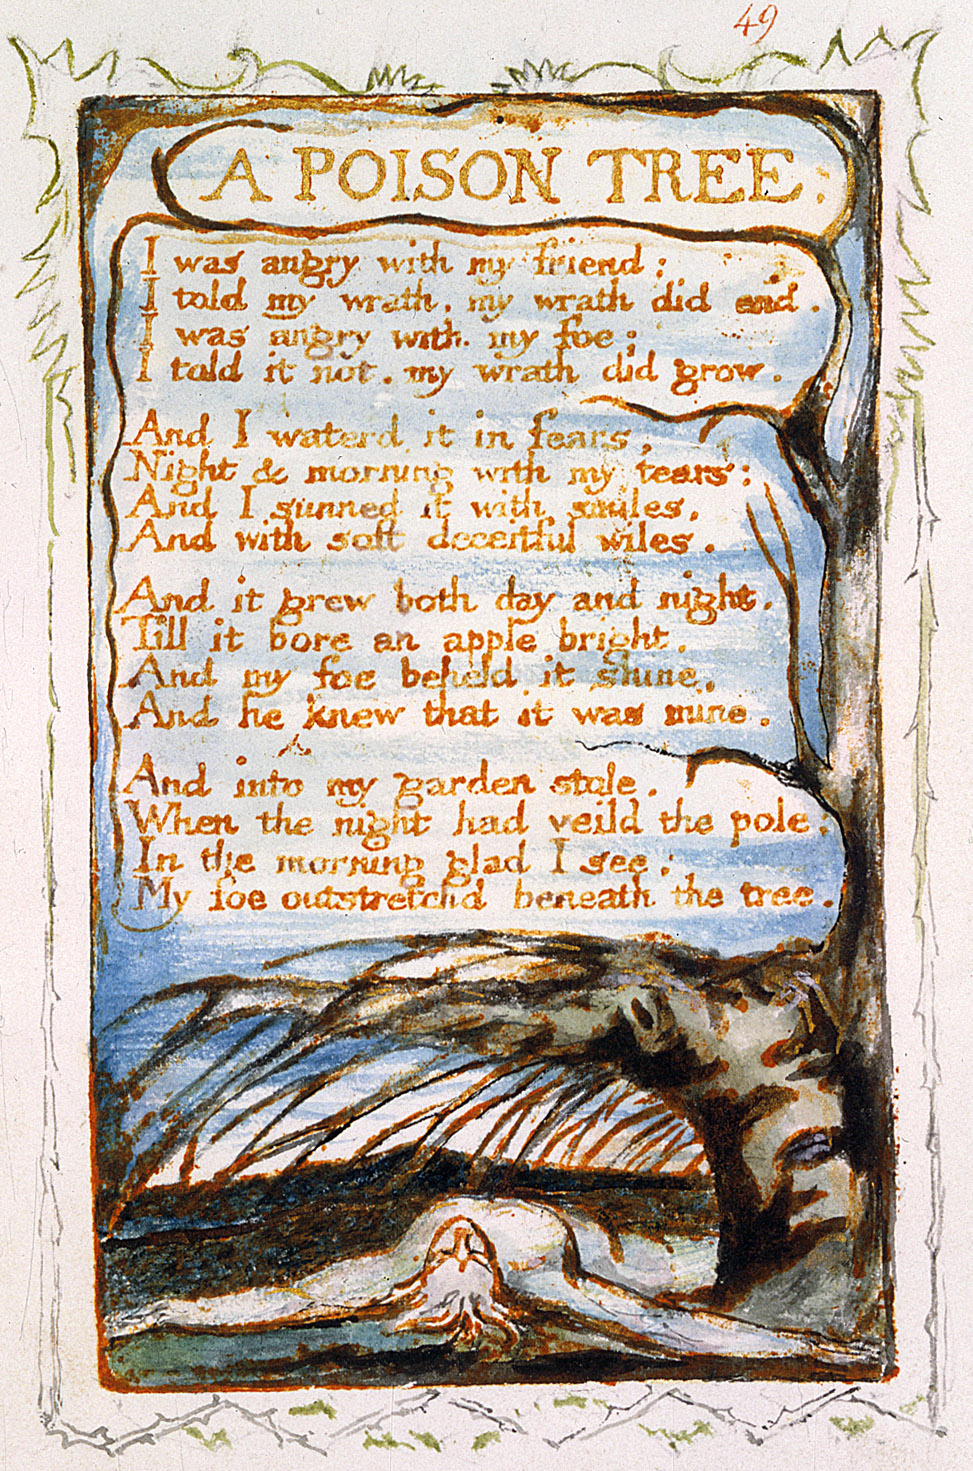 49
A POISON TREE.
I was angry with my friend;
I told my wrath, my wrath did end.
I was angry with my foe:
I told it not, my wrath did grow.
And I waterd it in fears,
Night & morning with my tears:
And I sunned it with smiles,
And with soft deceitful wiles.
And it grew both day and night,
Till it bore an apple bright.
And my foe beheld it shine,
And he knew that it was mine.
And into my garden stole.
When the night had veild the pole;
In the morning glad I see;
My foe outstretchd beneath the tree.